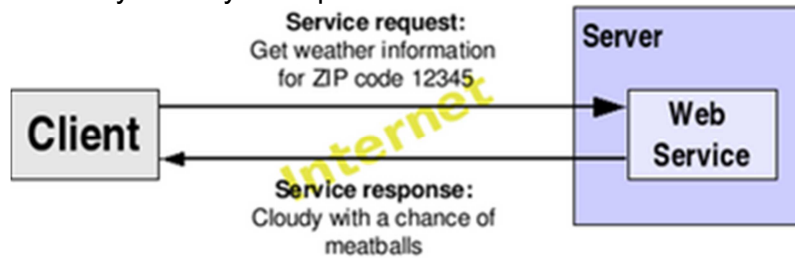 Service request:
Get weather information
for ZIP code 12345
Server
Client
Internet
Web
Service
Service response:
Cloudy with a chance of
meatballs